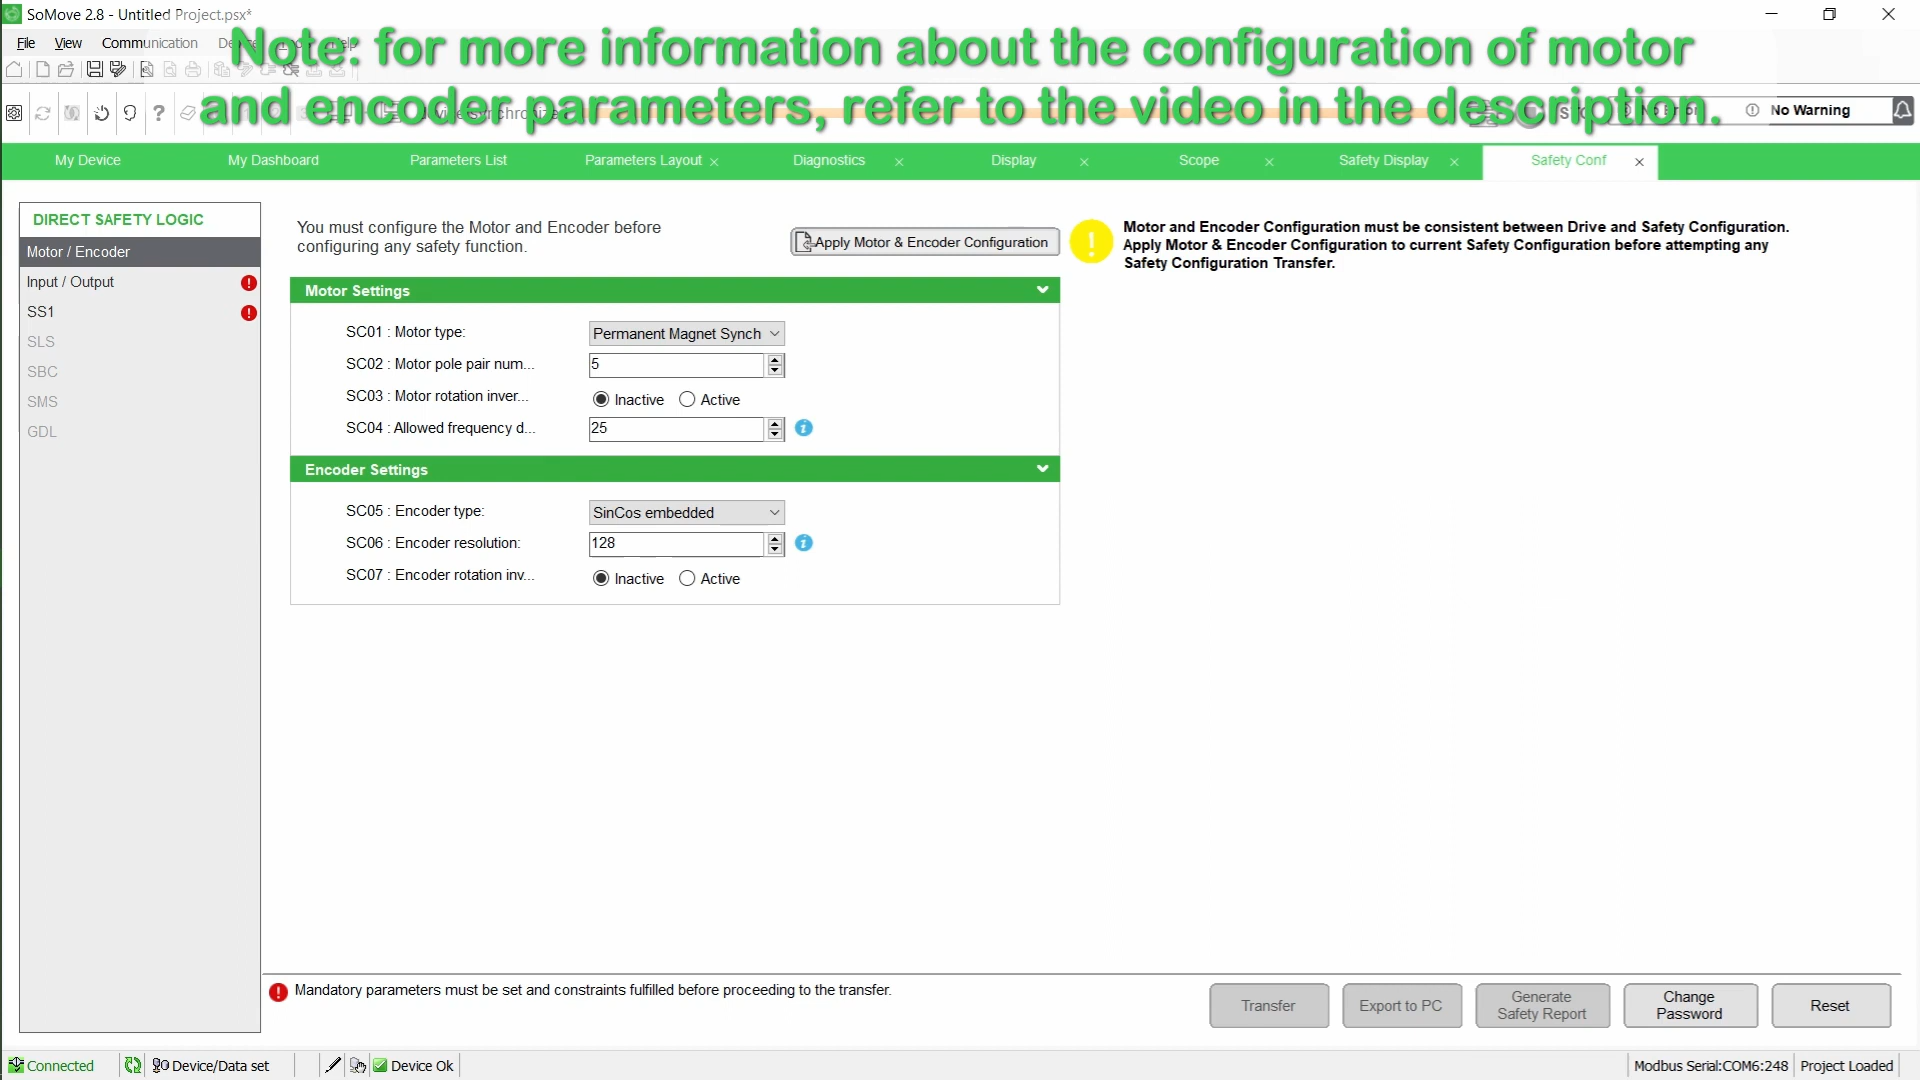 SoMove 2.8 - Untitled Project.psx*
File View Communication
Note: for more information about the configuration of motor
and encoder parameters, refer to the video in the description.
No Warning
My Device My Dashboard Parameters List Parameters Layout Diagnostics Display Scope Safety Display Safety Conf
DIRECT SAFETY LOGIC
Motor / Encoder
Input / Output
SS1
SLS
SBC
SMS
GDL
You must configure the Motor and Encoder before
configuring any safety function.
Apply Motor & Encoder Configuration
Motor and Encoder Configuration must be consistent between Drive and Safety Configuration.
Apply Motor & Encoder Configuration to current Safety Configuration before attempting any
Safety Configuration Transfer.
Motor Settings
SC01 : Motor type: Permanent Magnet Synch
SC02 : Motor pole pair num... 5
SC03 : Motor rotation inver... Inactive Active
SC04 : Allowed frequency d... 25
Encoder Settings
SC05 : Encoder type: SinCos embedded
SC06 : Encoder resolution: 128
SC07 : Encoder rotation inv... Inactive Active
Mandatory parameters must be set and constraints fulfilled before proceeding to the transfer.
Transfer
Export to PC
Generate
Safety Report
Change
Password
Reset
Connected Device/Data set Device Ok Modbus Serial:COM6:248 Project Loaded